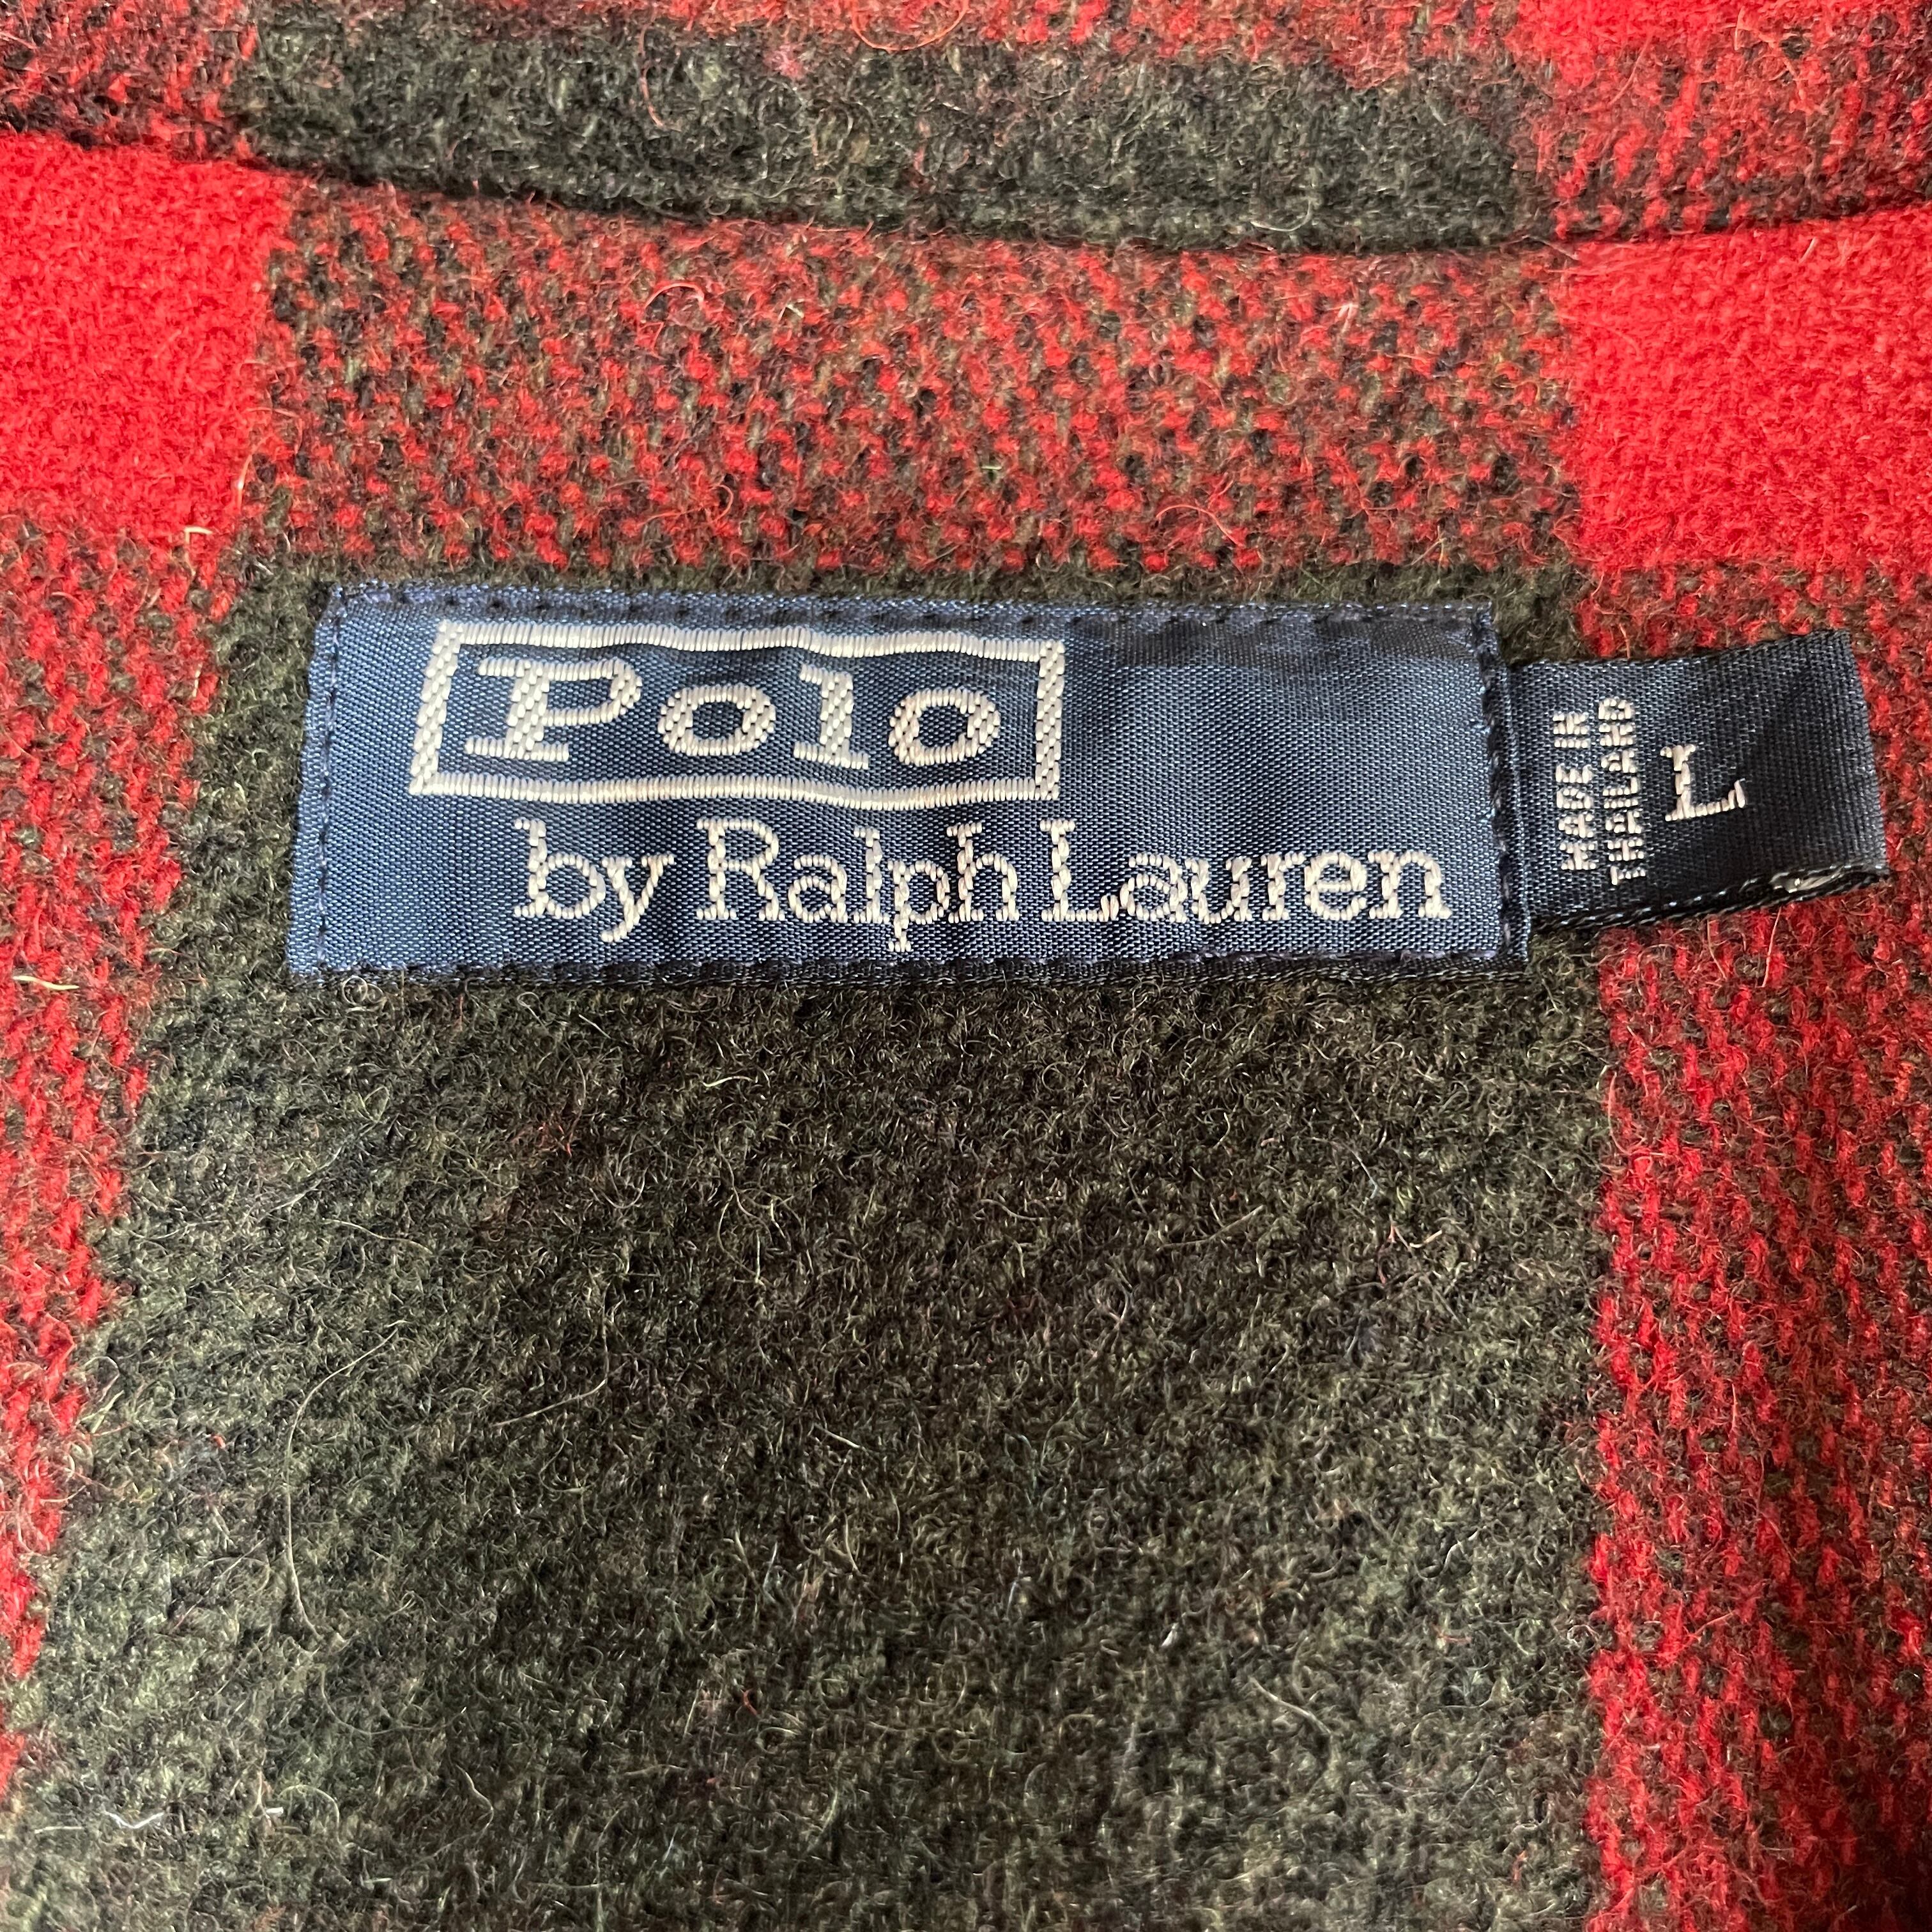 Polo
by Ralph Lauren
MADE IN
THAILAND
L